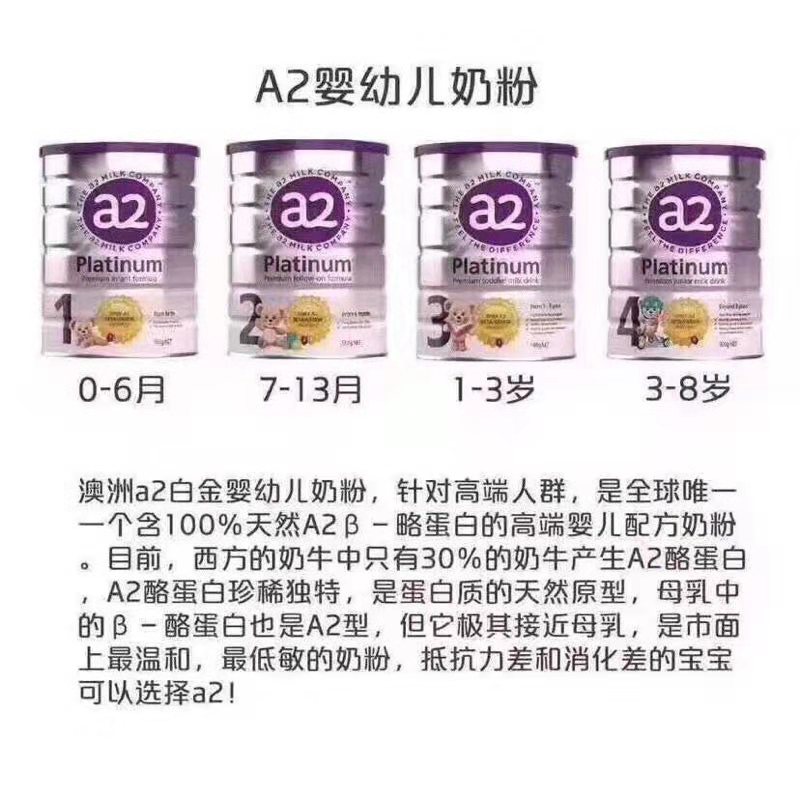 A2婴幼儿奶粉
THE a2 MILK COMPANY
a2
THE a2 MILK COMPANY
Platinum
Premium infant formula
1
THE a2 MILK COMPANY
a2
THE a2 MILK COMPANY
Platinum
Premium follow-on formula
2
THE a2 MILK COMPANY
a2
FEEL THE DIFFERENCE
Platinum
Premium toddler milk drink
3
THE a2 MILK COMPANY
a2
FEEL THE DIFFERENCE
Platinum
Premium junior milk drink
4
0-6月
7-13月
1-3岁
3-8岁
澳洲a2白金婴幼儿奶粉，针对高端人群，是全球唯一
一个含100%天然A2β－略蛋白的高端婴儿配方奶粉
。目前，西方的奶牛中只有30%的奶牛产生A2酪蛋白
，A2酪蛋白珍稀独特，是蛋白质的天然原型，母乳中
的β－酪蛋白也是A2型，但它极其接近母乳，是市面
上最温和，最低敏的奶粉，抵抗力差和消化差的宝宝
可以选择a2！